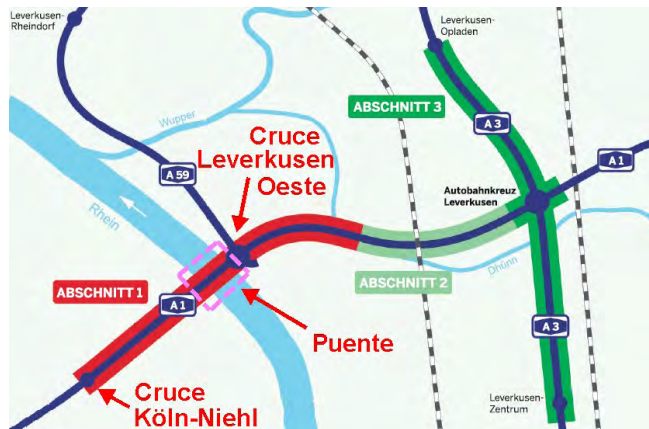 Leverkusen-
Rheindorf
Leverkusen-
Opladen
Wupper
ABSCHNITT 3
A 3
A 1
Cruce
Leverkusen
Oeste
A 59
Rhein
Autobahnkreuz
Leverkusen
Dhünn
ABSCHNITT 1
ABSCHNITT 2
A 1
A 3
Puente
Cruce
Köln-Niehl
Leverkusen-
Zentrum